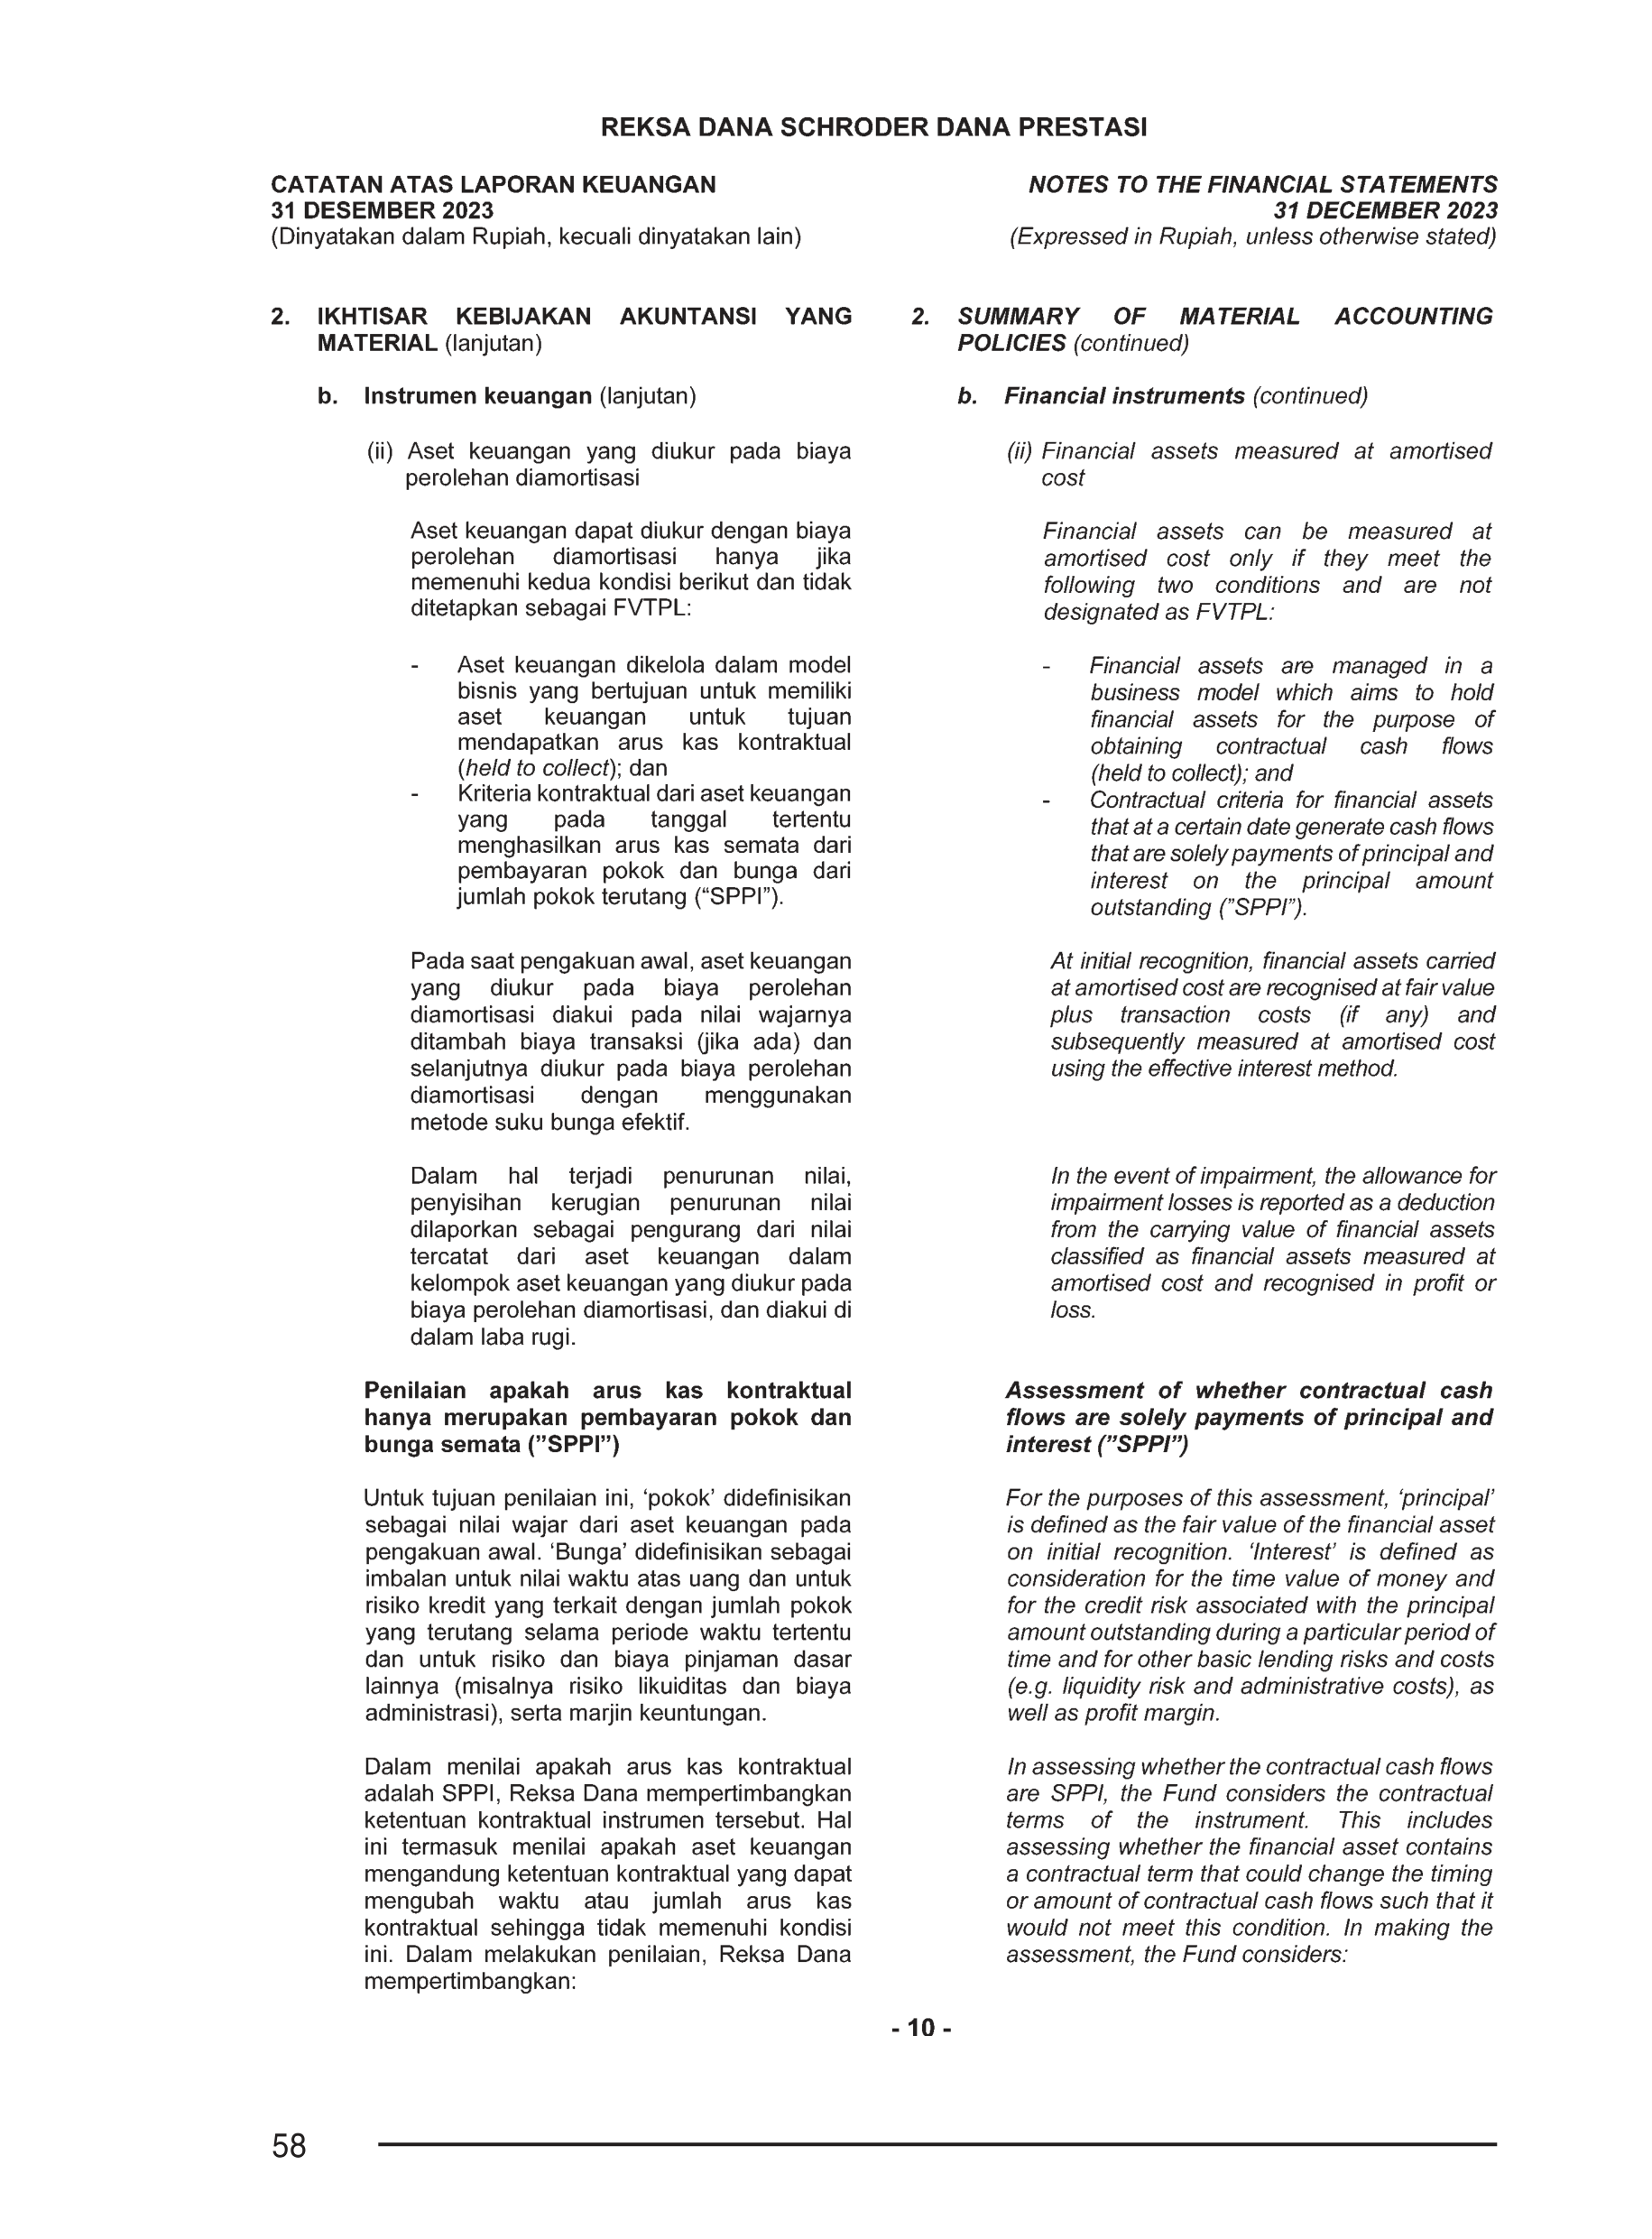 REKSA DANA SCHRODER DANA PRESTASI
CATATAN ATAS LAPORAN KEUANGAN
31 DESEMBER 2023
(Dinyatakan dalam Rupiah, kecuali dinyatakan lain)
NOTES TO THE FINANCIAL STATEMENTS
31 DECEMBER 2023
(Expressed in Rupiah, unless otherwise stated)
2. IKHTISAR KEBIJAKAN AKUNTANSI YANG
MATERIAL (lanjutan)
b. Instrumen keuangan (lanjutan)
(ii) Aset keuangan yang diukur pada biaya
perolehan diamortisasi
Aset keuangan dapat diukur dengan biaya
perolehan diamortisasi hanya jika
memenuhi kedua kondisi berikut dan tidak
ditetapkan sebagai FVTPL:
- Aset keuangan dikelola dalam model
bisnis yang bertujuan untuk memiliki
aset keuangan untuk tujuan
mendapatkan arus kas kontraktual
(held to collect); dan
- Kriteria kontraktual dari aset keuangan
yang pada tanggal tertentu
menghasilkan arus kas semata dari
pembayaran pokok dan bunga dari
jumlah pokok terutang (“SPPI”).
Pada saat pengakuan awal, aset keuangan
yang diukur pada biaya perolehan
diamortisasi diakui pada nilai wajarnya
ditambah biaya transaksi (jika ada) dan
selanjutnya diukur pada biaya perolehan
diamortisasi dengan menggunakan
metode suku bunga efektif.
Dalam hal terjadi penurunan nilai,
penyisihan kerugian penurunan nilai
dilaporkan sebagai pengurang dari nilai
tercatat dari aset keuangan dalam
kelompok aset keuangan yang diukur pada
biaya perolehan diamortisasi, dan diakui di
dalam laba rugi.
Penilaian apakah arus kas kontraktual
hanya merupakan pembayaran pokok dan
bunga semata (”SPPI”)
Untuk tujuan penilaian ini, ‘pokok’ didefinisikan
sebagai nilai wajar dari aset keuangan pada
pengakuan awal. ‘Bunga’ didefinisikan sebagai
imbalan untuk nilai waktu atas uang dan untuk
risiko kredit yang terkait dengan jumlah pokok
yang terutang selama periode waktu tertentu
dan untuk risiko dan biaya pinjaman dasar
lainnya (misalnya risiko likuiditas dan biaya
administrasi), serta marjin keuntungan.
Dalam menilai apakah arus kas kontraktual
adalah SPPI, Reksa Dana mempertimbangkan
ketentuan kontraktual instrumen tersebut. Hal
ini termasuk menilai apakah aset keuangan
mengandung ketentuan kontraktual yang dapat
mengubah waktu atau jumlah arus kas
kontraktual sehingga tidak memenuhi kondisi
ini. Dalam melakukan penilaian, Reksa Dana
mempertimbangkan:
2. SUMMARY OF MATERIAL ACCOUNTING
POLICIES (continued)
b. Financial instruments (continued)
(ii) Financial assets measured at amortised
cost
Financial assets can be measured at
amortised cost only if they meet the
following two conditions and are not
designated as FVTPL:
- Financial assets are managed in a
business model which aims to hold
financial assets for the purpose of
obtaining contractual cash flows
(held to collect); and
- Contractual criteria for financial assets
that at a certain date generate cash flows
that are solely payments of principal and
interest on the principal amount
outstanding (”SPPI”).
At initial recognition, financial assets carried
at amortised cost are recognised at fair value
plus transaction costs (if any) and
subsequently measured at amortised cost
using the effective interest method.
In the event of impairment, the allowance for
impairment losses is reported as a deduction
from the carrying value of financial assets
classified as financial assets measured at
amortised cost and recognised in profit or
loss.
Assessment of whether contractual cash
flows are solely payments of principal and
interest (”SPPI”)
For the purposes of this assessment, ‘principal’
is defined as the fair value of the financial asset
on initial recognition. ‘Interest’ is defined as
consideration for the time value of money and
for the credit risk associated with the principal
amount outstanding during a particular period of
time and for other basic lending risks and costs
(e.g. liquidity risk and administrative costs), as
well as profit margin.
In assessing whether the contractual cash flows
are SPPI, the Fund considers the contractual
terms of the instrument. This includes
assessing whether the financial asset contains
a contractual term that could change the timing
or amount of contractual cash flows such that it
would not meet this condition. In making the
assessment, the Fund considers:
- 10 -
58